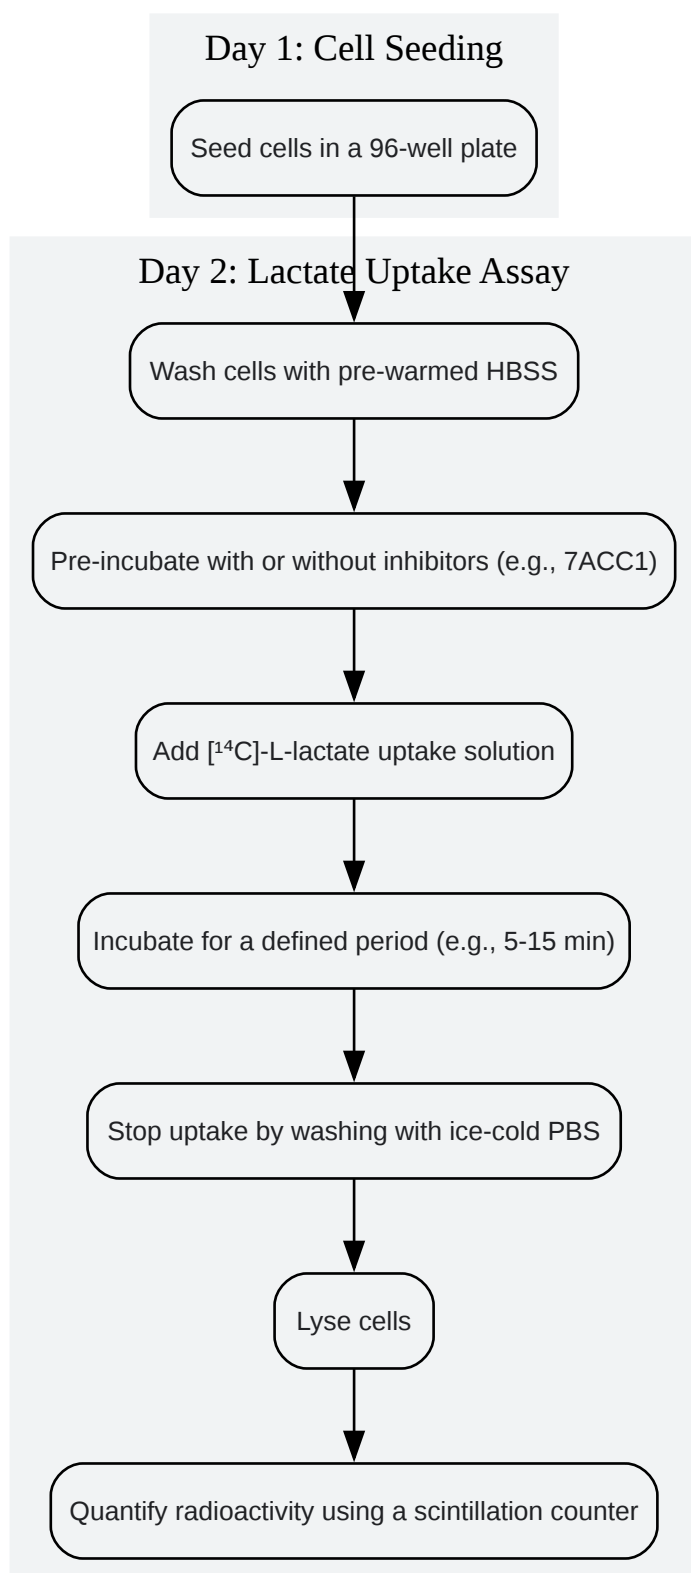 Day 1: Cell Seeding
Seed cells in a 96-well plate
Day 2: Lactate Uptake Assay
Wash cells with pre-warmed HBSS
Pre-incubate with or without inhibitors (e.g., 7ACC1)
Add [¹⁴C]-L-lactate uptake solution
Incubate for a defined period (e.g., 5-15 min)
Stop uptake by washing with ice-cold PBS
Lyse cells
Quantify radioactivity using a scintillation counter